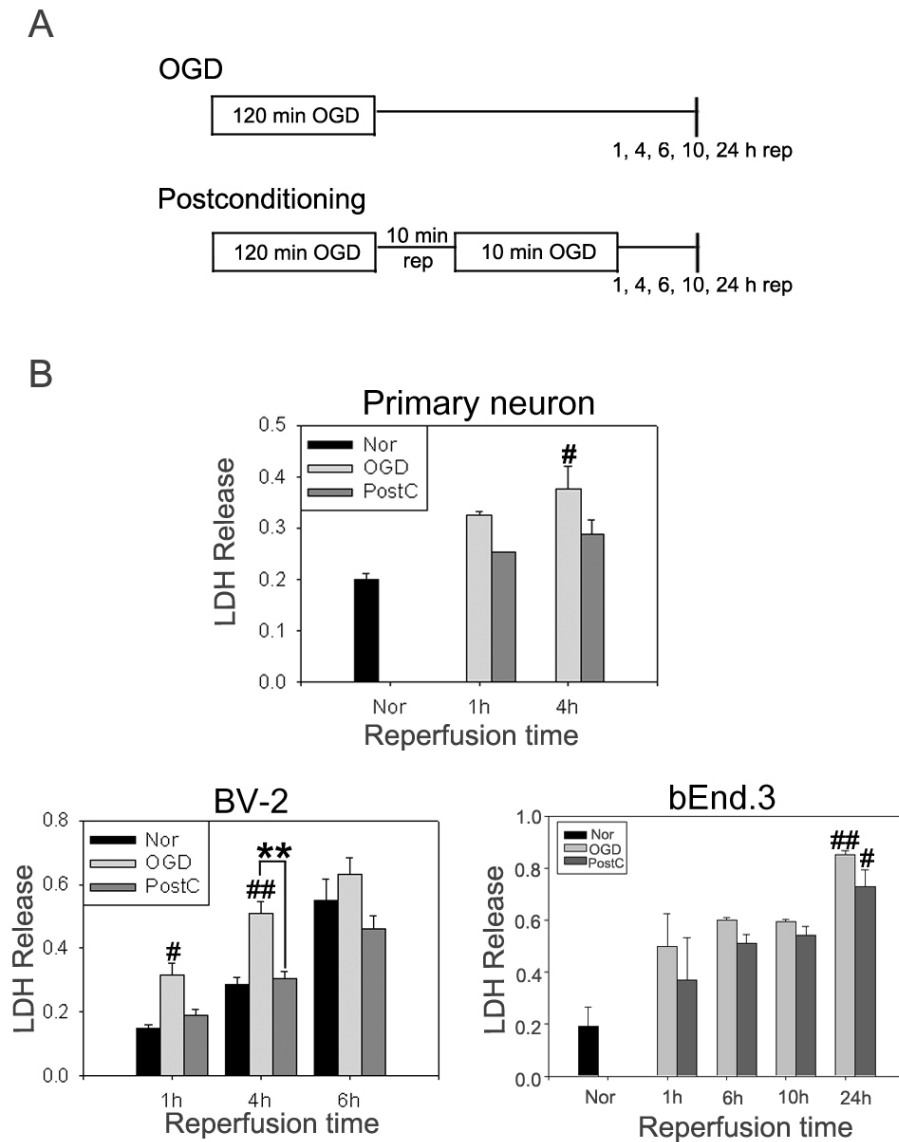 A
OGD
120 min OGD
1, 4, 6, 10, 24 h rep
Postconditioning
120 min OGD
10 min
rep
10 min OGD
1, 4, 6, 10, 24 h rep
B
Primary neuron
LDH Release
0.5
0.4
0.3
0.2
0.1
0.0
Nor
OGD
PostC
#
Nor 1h 4h
Reperfusion time
BV-2
LDH Release
0.8
0.6
0.4
0.2
0.0
Nor
OGD
PostC
#
##
**
1h 4h 6h
Reperfusion time
bEnd.3
LDH Release
1.0
0.8
0.6
0.4
0.2
0.0
Nor
OGD
PostC
##
#
Nor 1h 6h 10h 24h
Reperfusion time